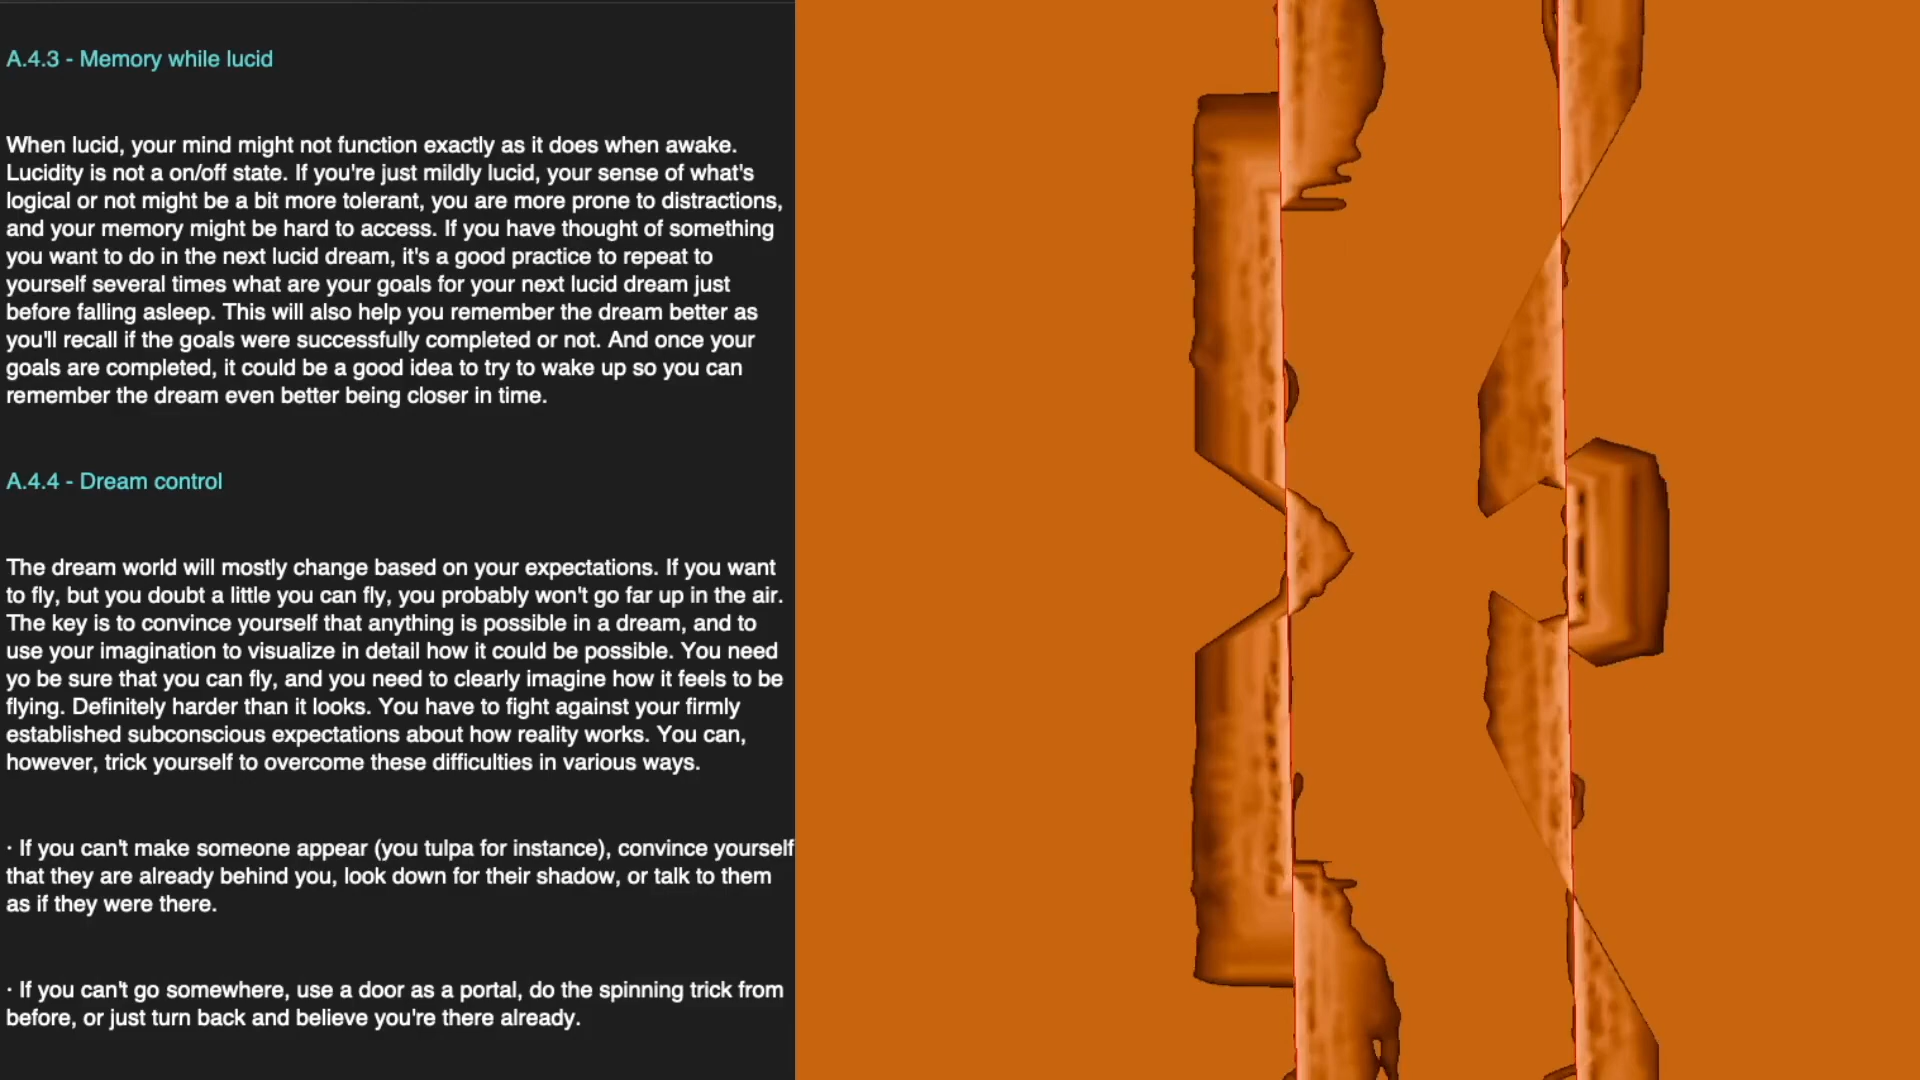 A.4.3 - Memory while lucid
When lucid, your mind might not function exactly as it does when awake.
Lucidity is not a on/off state. If you're just mildly lucid, your sense of what's
logical or not might be a bit more tolerant, you are more prone to distractions,
and your memory might be hard to access. If you have thought of something
you want to do in the next lucid dream, it's a good practice to repeat to
yourself several times what are your goals for your next lucid dream just
before falling asleep. This will also help you remember the dream better as
you'll recall if the goals were successfully completed or not. And once your
goals are completed, it could be a good idea to try to wake up so you can
remember the dream even better being closer in time.
A.4.4 - Dream control
The dream world will mostly change based on your expectations. If you want
to fly, but you doubt a little you can fly, you probably won't go far up in the air.
The key is to convince yourself that anything is possible in a dream, and to
use your imagination to visualize in detail how it could be possible. You need
yo be sure that you can fly, and you need to clearly imagine how it feels to be
flying. Definitely harder than it looks. You have to fight against your firmly
established subconscious expectations about how reality works. You can,
however, trick yourself to overcome these difficulties in various ways.
· If you can't make someone appear (you tulpa for instance), convince yourself
that they are already behind you, look down for their shadow, or talk to them
as if they were there.
· If you can't go somewhere, use a door as a portal, do the spinning trick from
before, or just turn back and believe you're there already.